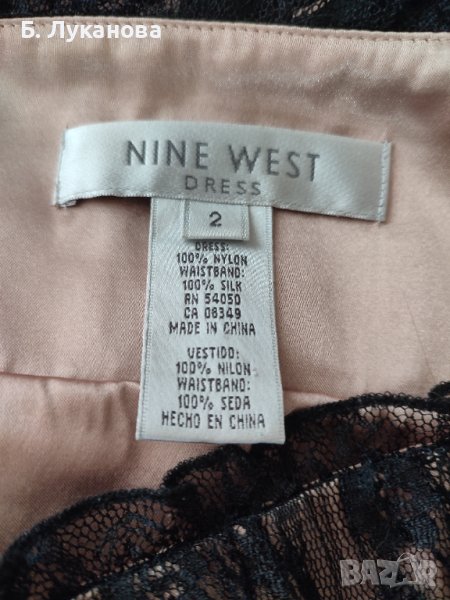 Б. Луканова
NINE WEST
DRESS
2
DRESS:
100% NYLON
WAISTBAND:
100% SILK
RN 54050
CA 08349
MADE IN CHINA
VESTIDO:
100% NILON
WAISTBAND:
100% SEDA
HECHO EN CHINA
bazar